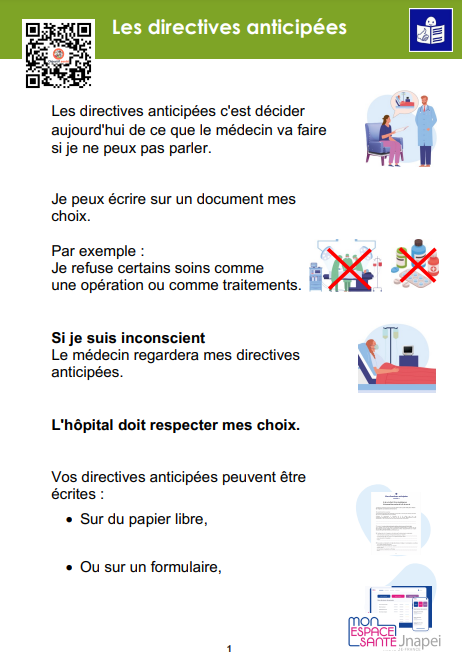 Les directives anticipées
Les directives anticipées c'est décider
aujourd'hui de ce que le médecin va faire
si je ne peux pas parler.
Je peux écrire sur un document mes
choix.
Par exemple :
Je refuse certains soins comme
une opération ou comme traitements.
Si je suis inconscient
Le médecin regardera mes directives
anticipées.
L'hôpital doit respecter mes choix.
Vos directives anticipées peuvent être
écrites :
• Sur du papier libre,
• Ou sur un formulaire,
MON
ESPACE
SANTÉ
Unapei
1